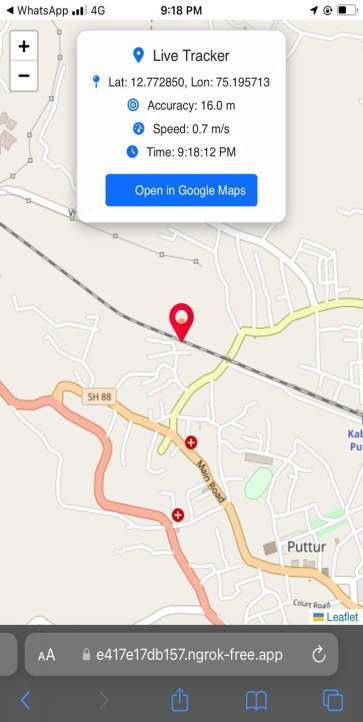 WhatsApp 4G 9:18 PM
+
−
Live Tracker
Lat: 12.772850, Lon: 75.195713
Accuracy: 16.0 m
Speed: 0.7 m/s
Time: 9:18:12 PM
Open in Google Maps
SH 88
Main Road
Puttur
Court Road
Leaflet
AA e417e17db157.ngrok-free.app